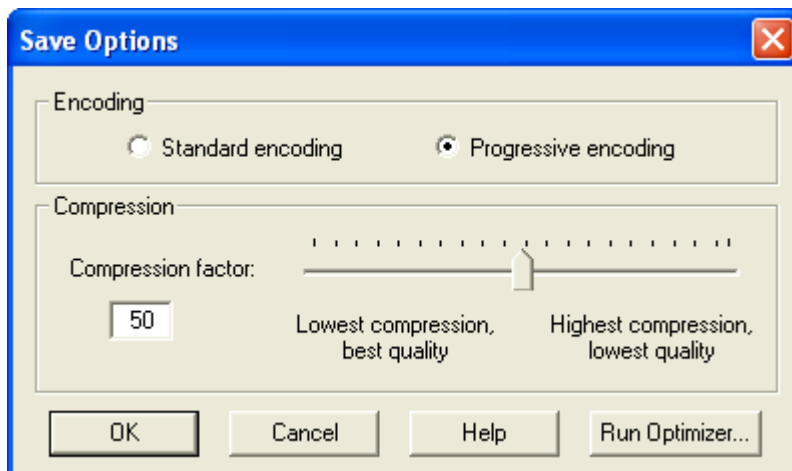 Save Options
Encoding
Standard encoding
Progressive encoding
Compression
Compression factor:
50
Lowest compression,
best quality
Highest compression,
lowest quality
OK
Cancel
Help
Run Optimizer...